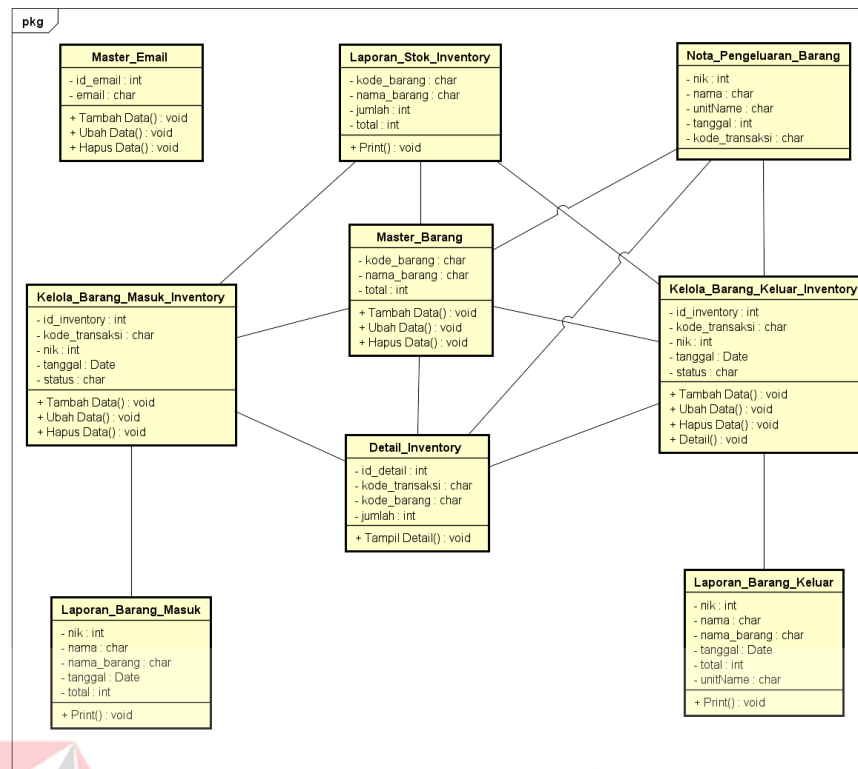 pkg
Master_Email
- id_email : int
- email : char
+ Tambah Data() : void
+ Ubah Data() : void
+ Hapus Data() : void
Laporan_Stok_Inventory
- kode_barang : char
- nama_barang : char
- jumlah : int
- total : int
+ Print() : void
Nota_Pengeluaran_Barang
- nik : int
- nama : char
- unitName : char
- tanggal : int
- kode_transaksi : char
Master_Barang
- kode_barang : char
- nama_barang : char
- total : int
+ Tambah Data() : void
+ Ubah Data() : void
+ Hapus Data() : void
Kelola_Barang_Masuk_Inventory
- id_inventory : int
- kode_transaksi : char
- nik : int
- tanggal : Date
- status : char
+ Tambah Data() : void
+ Ubah Data() : void
+ Hapus Data() : void
Kelola_Barang_Keluar_Inventory
- id_inventory : int
- kode_transaksi : char
- nik : int
- tanggal : Date
- status : char
+ Tambah Data() : void
+ Ubah Data() : void
+ Hapus Data() : void
+ Detail() : void
Detail_Inventory
- id_detail : int
- kode_transaksi : char
- kode_barang : char
- jumlah : int
+ Tampil Detail() : void
Laporan_Barang_Masuk
- nik : int
- nama : char
- nama_barang : char
- tanggal : Date
- total : int
+ Print() : void
Laporan_Barang_Keluar
- nik : int
- nama : char
- nama_barang : char
- tanggal : Date
- total : int
- unitName : char
+ Print() : void